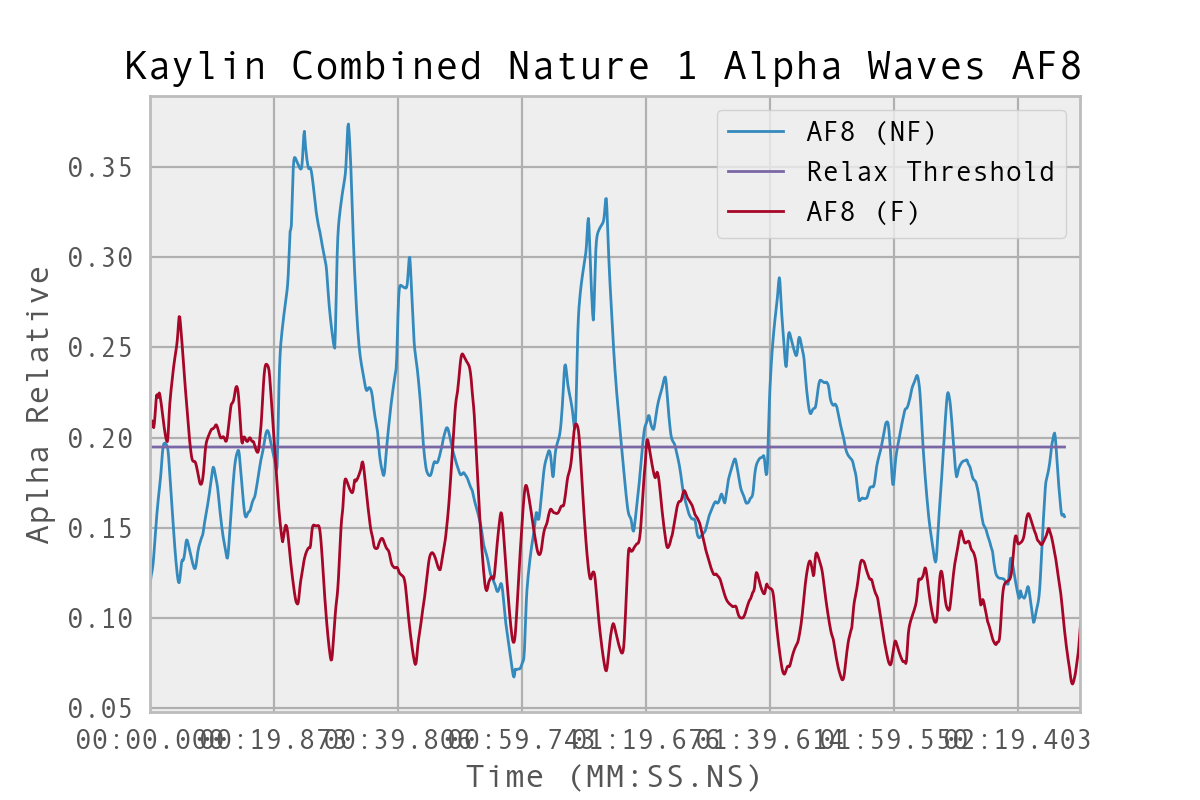 Kaylin Combined Nature 1 Alpha Waves AF8
AF8 (NF)
Relax Threshold
AF8 (F)
Aplha Relative
0.35
0.30
0.25
0.20
0.15
0.10
0.05
00:00.000 00:19.873 00:39.806 00:59.743 01:19.676 01:39.614 01:59.550 02:19.403
Time (MM:SS.NS)